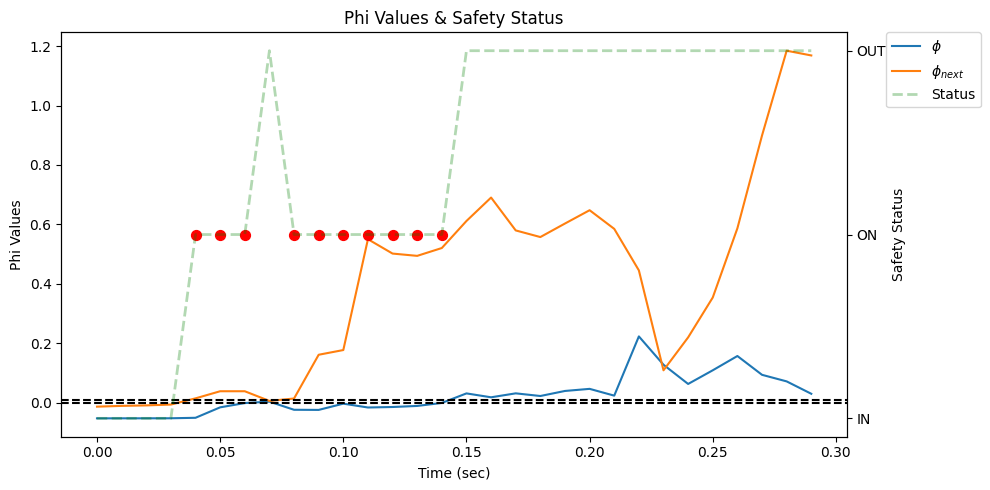 Phi Values & Safety Status
Phi Values
1.2
1.0
0.8
0.6
0.4
0.2
0.0
0.00
0.05
0.10
0.15
0.20
0.25
0.30
Time (sec)
OUT
ON
IN
Safety Status
ϕ
ϕnext
Status